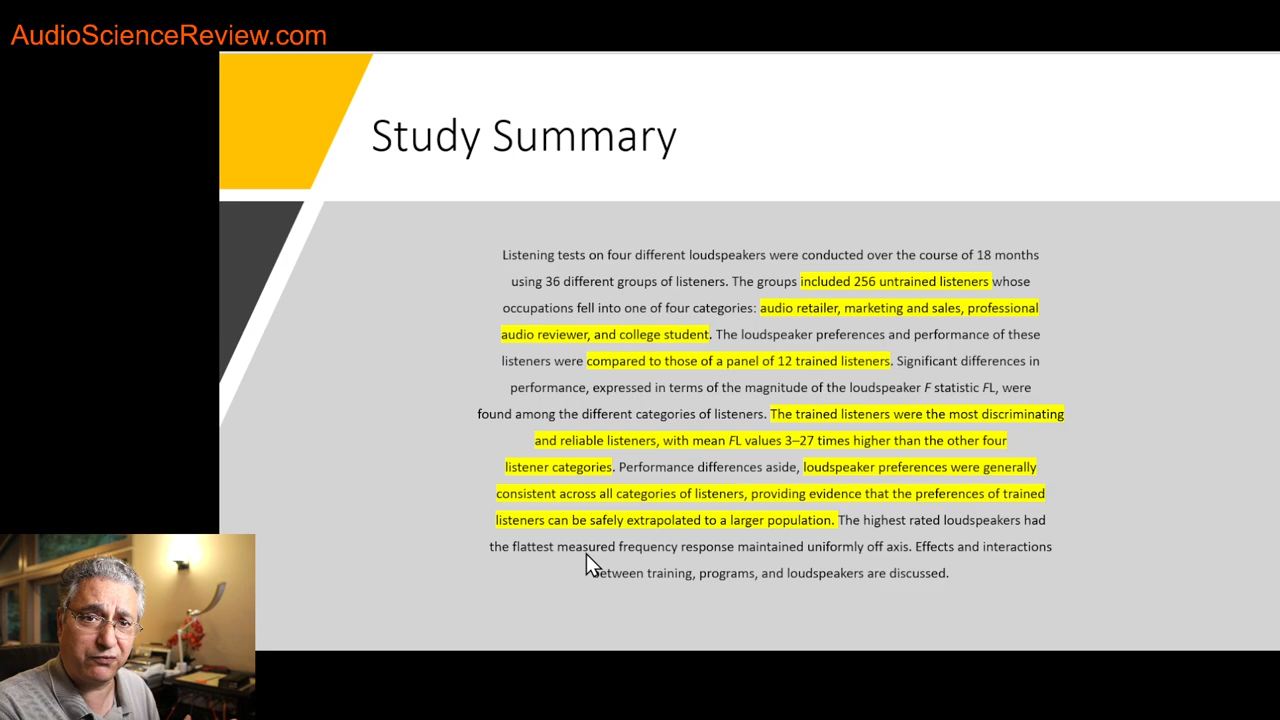 AudioScienceReview.com
Study Summary
Listening tests on four different loudspeakers were conducted over the course of 18 months
using 36 different groups of listeners. The groups included 256 untrained listeners whose
occupations fell into one of four categories: audio retailer, marketing and sales, professional
audio reviewer, and college student. The loudspeaker preferences and performance of these
listeners were compared to those of a panel of 12 trained listeners. Significant differences in
performance, expressed in terms of the magnitude of the loudspeaker F statistic FL, were
found among the different categories of listeners. The trained listeners were the most discriminating
and reliable listeners, with mean FL values 3–27 times higher than the other four
listener categories. Performance differences aside, loudspeaker preferences were generally
consistent across all categories of listeners, providing evidence that the preferences of trained
listeners can be safely extrapolated to a larger population. The highest rated loudspeakers had
the flattest measured frequency response maintained uniformly off axis. Effects and interactions
between training, programs, and loudspeakers are discussed.